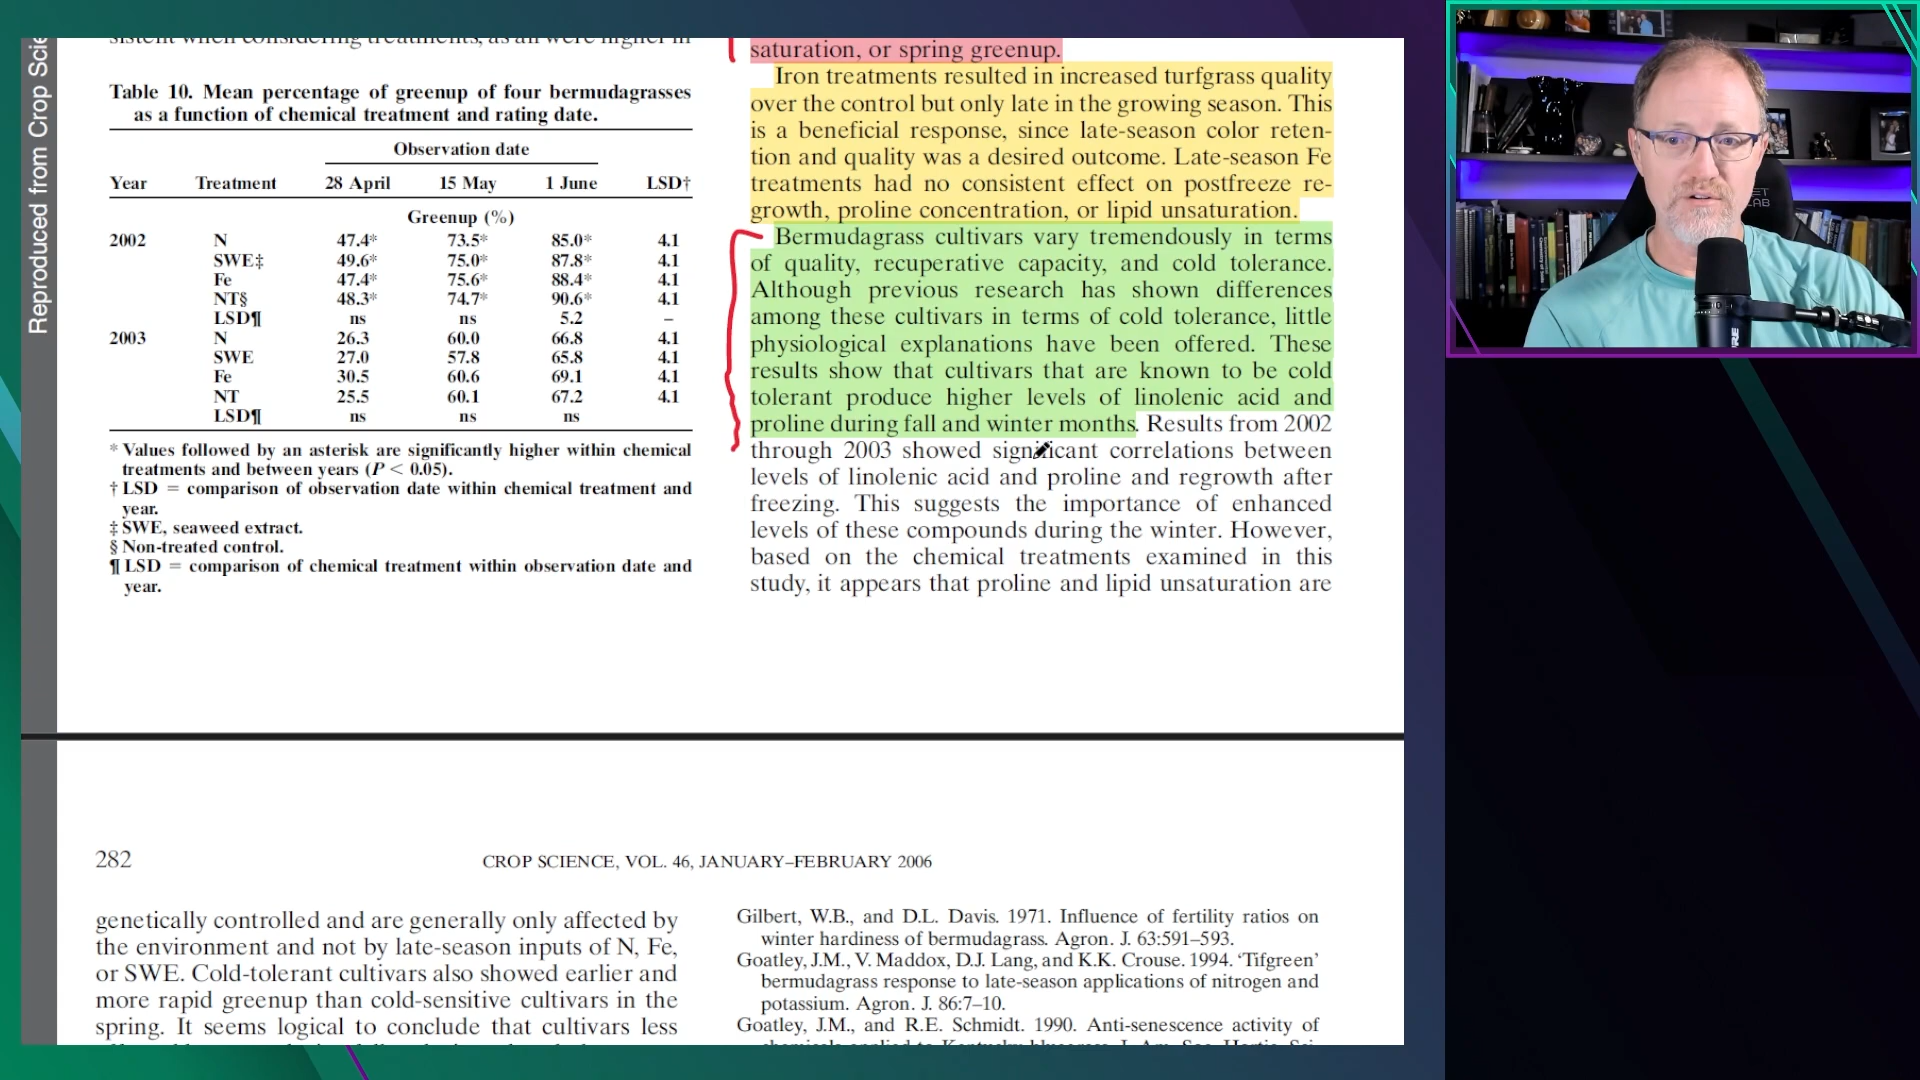 Reproduced from Crop Scie
sistent when considering treatments, as all were higher in
Table 10. Mean percentage of greenup of four bermudagrasses
as a function of chemical treatment and rating date.
Observation date
Year Treatment 28 April 15 May 1 June LSD†
Greenup (%)
2002 N 47.4* 73.5* 85.0* 4.1
SWE‡ 49.6* 75.0* 87.8* 4.1
Fe 47.4* 75.6* 88.4* 4.1
NT§ 48.3* 74.7* 90.6* 4.1
LSD¶ ns ns 5.2 –
2003 N 26.3 60.0 66.8 4.1
SWE 27.0 57.8 65.8 4.1
Fe 30.5 60.6 69.1 4.1
NT 25.5 60.1 67.2 4.1
LSD¶ ns ns ns
* Values followed by an asterisk are significantly higher within chemical
treatments and between years (P < 0.05).
† LSD = comparison of observation date within chemical treatment and
year.
‡ SWE, seaweed extract.
§ Non-treated control.
¶ LSD = comparison of chemical treatment within observation date and
year.
saturation, or spring greenup.
Iron treatments resulted in increased turfgrass quality
over the control but only late in the growing season. This
is a beneficial response, since late-season color reten-
tion and quality was a desired outcome. Late-season Fe
treatments had no consistent effect on postfreeze re-
growth, proline concentration, or lipid unsaturation.
Bermudagrass cultivars vary tremendously in terms
of quality, recuperative capacity, and cold tolerance.
Although previous research has shown differences
among these cultivars in terms of cold tolerance, little
physiological explanations have been offered. These
results show that cultivars that are known to be cold
tolerant produce higher levels of linolenic acid and
proline during fall and winter months. Results from 2002
through 2003 showed significant correlations between
levels of linolenic acid and proline and regrowth after
freezing. This suggests the importance of enhanced
levels of these compounds during the winter. However,
based on the chemical treatments examined in this
study, it appears that proline and lipid unsaturation are
282 CROP SCIENCE, VOL. 46, JANUARY–FEBRUARY 2006
genetically controlled and are generally only affected by
the environment and not by late-season inputs of N, Fe,
or SWE. Cold-tolerant cultivars also showed earlier and
more rapid greenup than cold-sensitive cultivars in the
spring. It seems logical to conclude that cultivars less
Gilbert, W.B., and D.L. Davis. 1971. Influence of fertility ratios on
winter hardiness of bermudagrass. Agron. J. 63:591–593.
Goatley, J.M., V. Maddox, D.J. Lang, and K.K. Crouse. 1994. ‘Tifgreen’
bermudagrass response to late-season applications of nitrogen and
potassium. Agron. J. 86:7–10.
Goatley, J.M., and R.E. Schmidt. 1990. Anti-senescence activity of